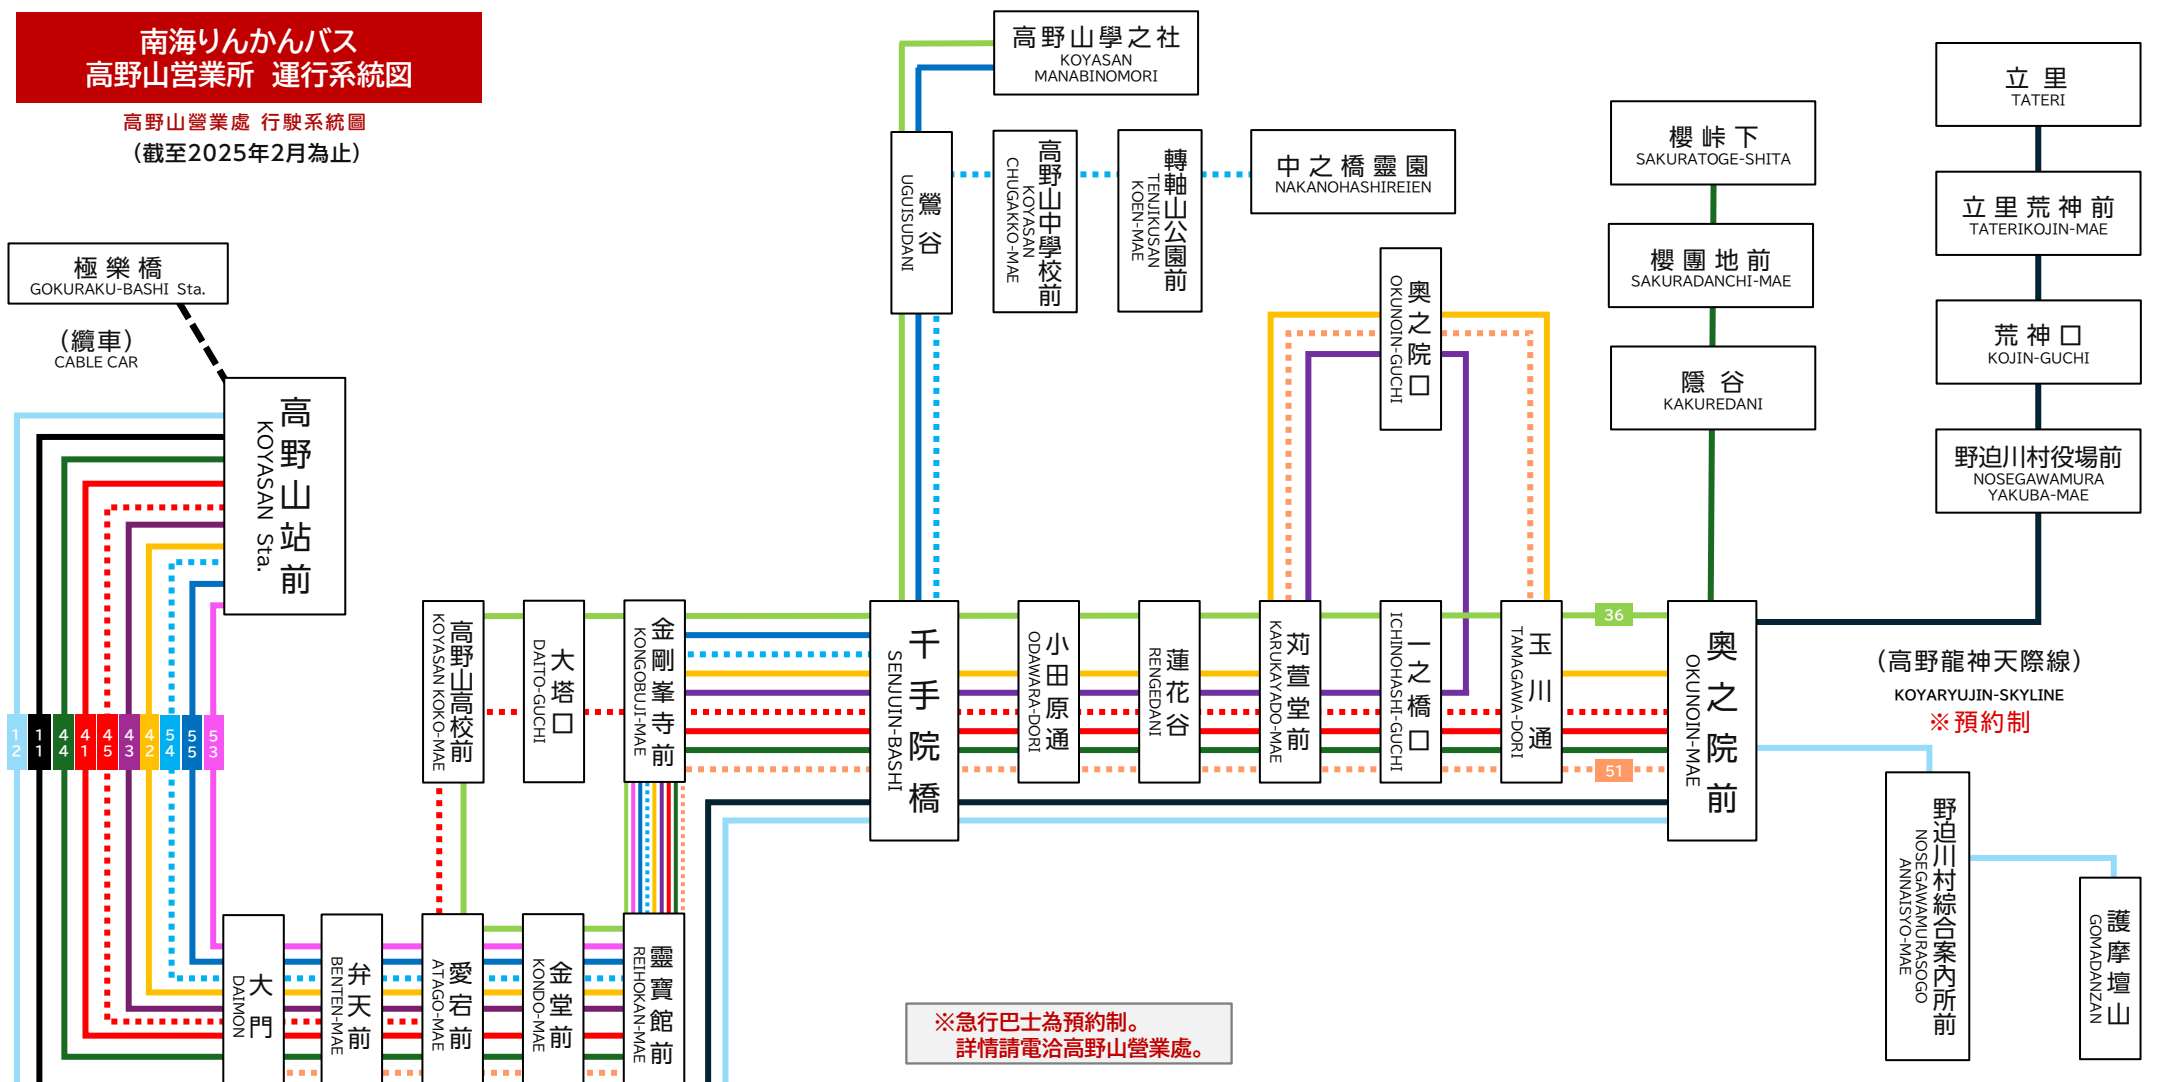 南海りんかんバス
高野山営業所 運行系統図
高野山營業處 行駛系統圖
（截至2025年2月為止）
極樂橋
GOKURAKU-BASHI Sta.
（纜車）
CABLE CAR
高野山站前
KOYASAN Sta.
12
11
44
41
45
43
42
54
55
53
高野山學之社
KOYASAN
MANABINOMORI
鶯谷
UGUISUDANI
高野山中學校前
KOYASAN
CHUGAKKO-MAE
轉軸山公園前
TENJIKUSAN
KOEN-MAE
中之橋靈園
NAKANOHASHIREIEN
奧之院口
OKUNOIN-GUCHI
櫻峠下
SAKURATOGE-SHITA
櫻團地前
SAKURADANCHI-MAE
隱谷
KAKUREDANI
立里
TATERI
立里荒神前
TATERIKOJIN-MAE
荒神口
KOJIN-GUCHI
野迫川村役場前
NOSEGAWAMURA
YAKUBA-MAE
高野山高校前
KOYASAN KOKO-MAE
大塔口
DAITO-GUCHI
金剛峯寺前
KONGOBUJI-MAE
千手院橋
SENJUIN-BASHI
小田原通
ODAWARA-DORI
蓮花谷
RENGEDANI
苅萱堂前
KARUKAYADO-MAE
一之橋口
ICHINOHASHI-GUCHI
玉川通
TAMAGAWA-DORI
36
51
奧之院前
OKUNOIN-MAE
（高野龍神天際線）
KOYARYUJIN-SKYLINE
※預約制
野迫川村綜合案內所前
NOSEGAWAMURASOGO
ANNAISYO-MAE
護摩壇山
GOMADANZAN
大門
DAIMON
弁天前
BENTEN-MAE
愛宕前
ATAGO-MAE
金堂前
KONDO-MAE
靈寶館前
REIHOKAN-MAE
※急行巴士為預約制。
詳情請電洽高野山營業處。